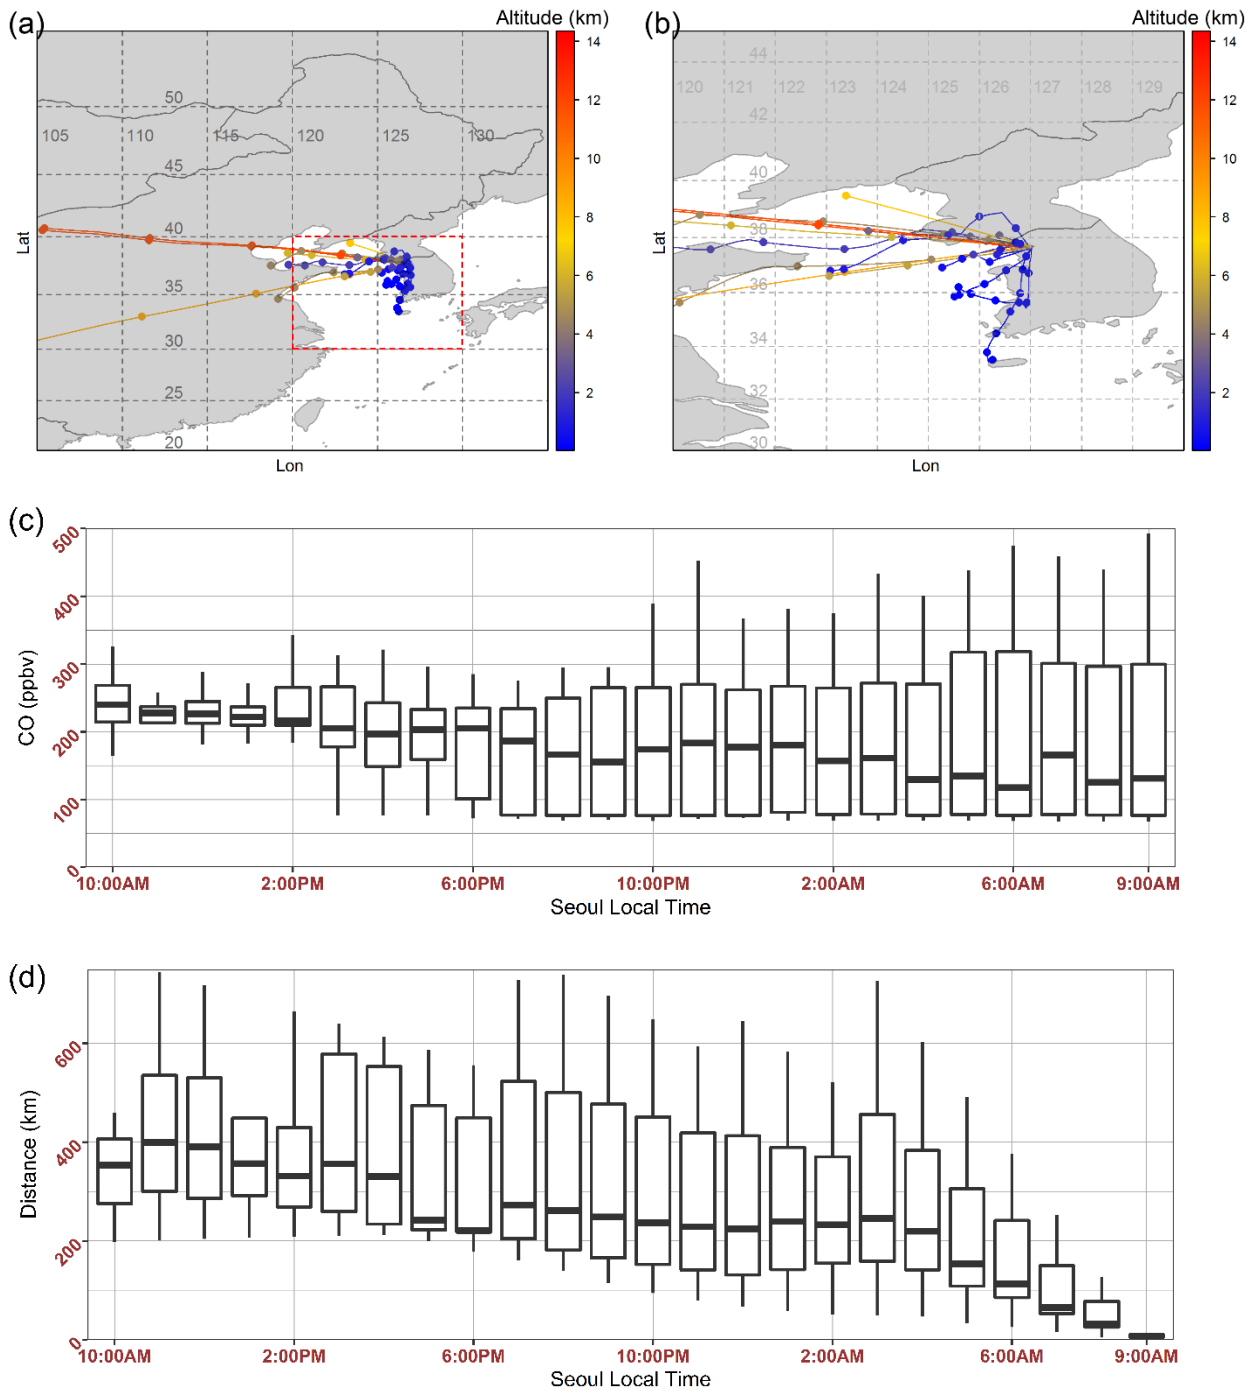 (a)
Altitude (km)
(b)
Altitude (km)
50
105 110 115 120 125 130
45
40
35
30
25
20
Lat
Lon
14
12
10
8
6
4
2
44
120 121 122 123 124 125 126 127 128 129
42
40
38
36
34
32
30
Lat
Lon
14
12
10
8
6
4
2
(c)
500
400
300
200
100
0
CO (ppbv)
10:00AM 2:00PM 6:00PM 10:00PM 2:00AM 6:00AM 9:00AM
Seoul Local Time
(d)
600
400
200
0
Distance (km)
10:00AM 2:00PM 6:00PM 10:00PM 2:00AM 6:00AM 9:00AM
Seoul Local Time